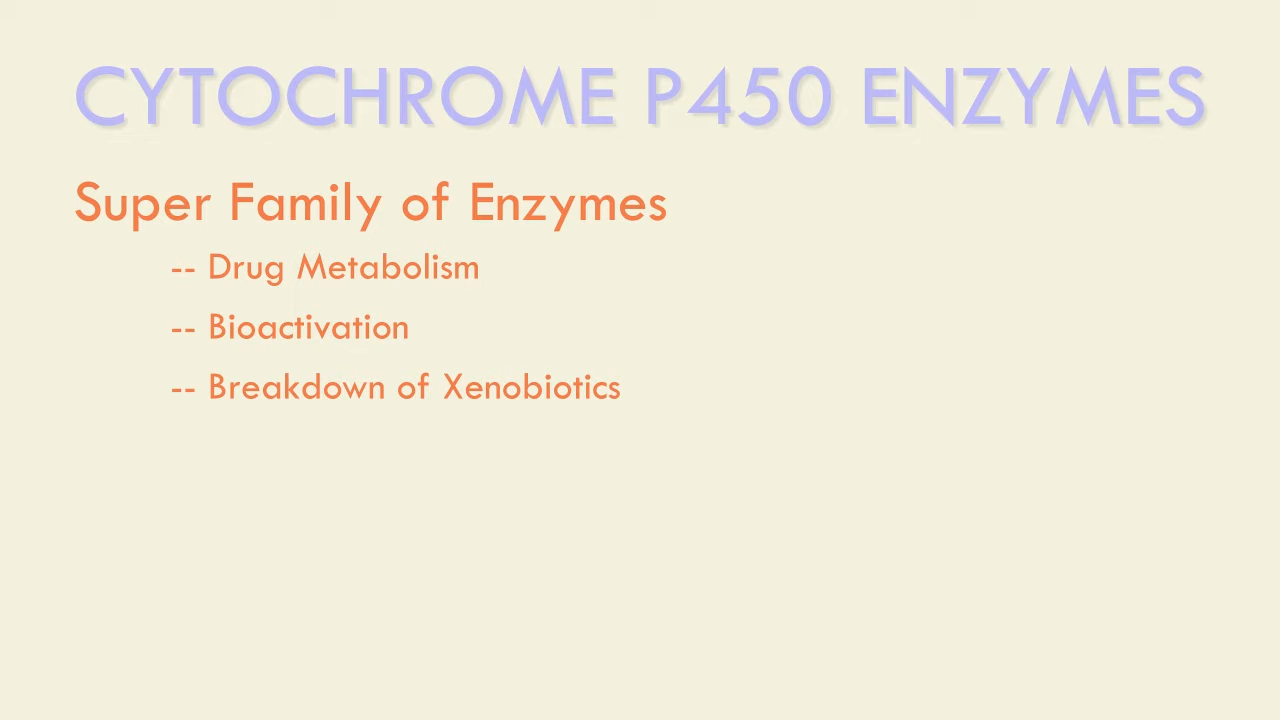 CYTOCHROME P450 ENZYMES
Super Family of Enzymes
-- Drug Metabolism
-- Bioactivation
-- Breakdown of Xenobiotics